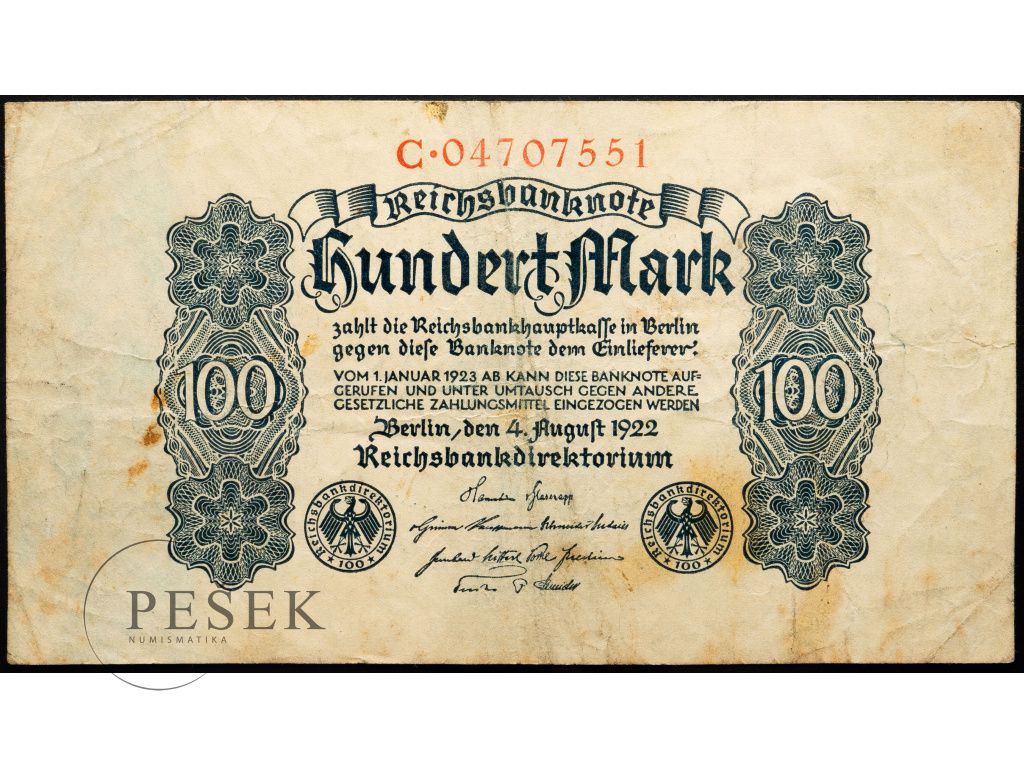 C·04707551
Reichsbanknote
Hundert Mark
zahlt die Reichsbankhauptkasse in Berlin
gegen diese Banknote dem Einlieferer.
VOM 1. JANUAR 1923 AB KANN DIESE BANKNOTE AUF=
GERUFEN UND UNTER UMTAUSCH GEGEN ANDERE
GESETZLICHE ZAHLUNGSMITTEL EINGEZOGEN WERDEN
100
100
Berlin, den 4. August 1922
Reichsbankdirektorium
v Glasenapp
Reichsbankdirektorium
100
Reichsbankdirektorium
100
PESEK
NUMISMATIKA